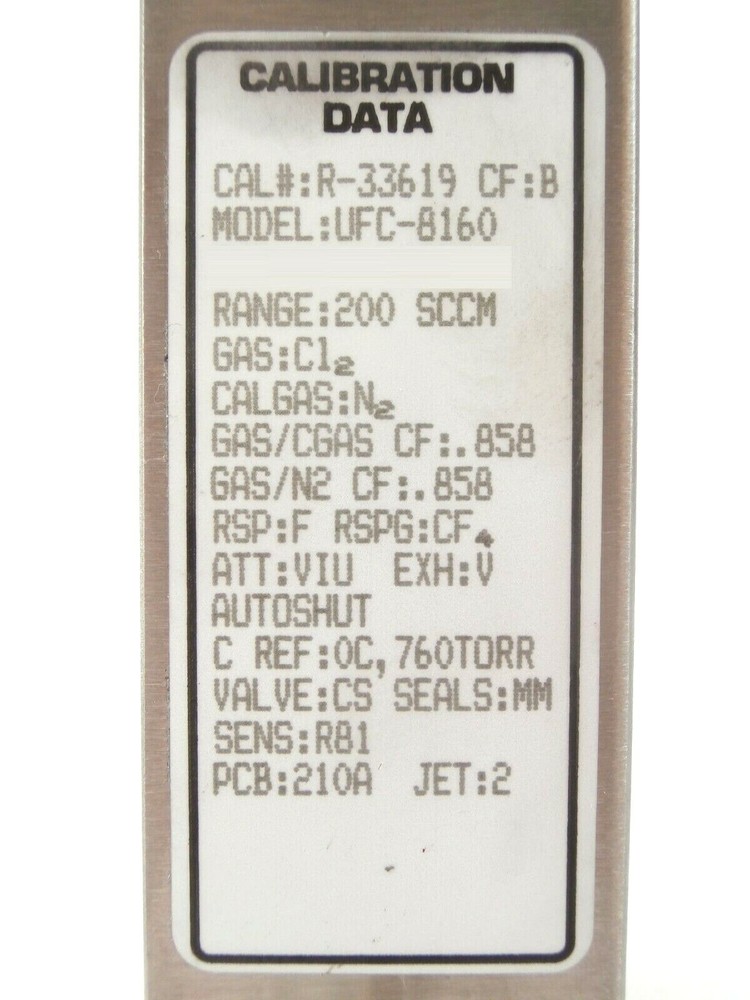 CALIBRATION
DATA
CAL#:R-33619 CF:B
MODEL:UFC-8160
RANGE:200 SCCM
GAS:Cl₂
CALGAS:N₂
GAS/CGAS CF:.858
GAS/N2 CF:.858
RSP:F RSPG:CF₄
ATT:VIU EXH:V
AUTOSHUT
C REF:0C,760TORR
VALVE:CS SEALS:MM
SENS:R81
PCB:210A JET:2